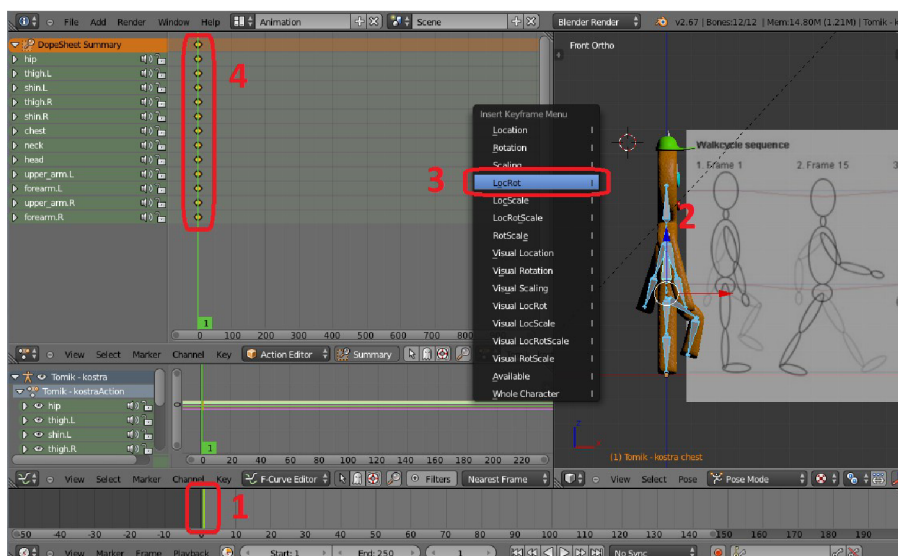 File Add Render Window Help Animation Scene Blender Render v2.67 | Bones:12/12 | Mem:14.80M (1.21M) | Tomik - k
DopeSheet Summary
hip
thigh.L
shin.L
thigh.R
shin.R
chest
neck
head
upper_arm.L
forearm.L
upper_arm.R
forearm.R
4
1
0 100 200 300 400 500 600 700 800
View Select Marker Channel Key Action Editor Summary
Insert Keyframe Menu
Location I
Rotation I
Scaling I
LocRot I
LocScale I
LocRotScale I
RotScale I
Visual Location I
Visual Rotation I
Visual Scaling I
Visual LocRot I
Visual LocScale I
Visual LocRotScale I
Visual RotScale I
Available I
Whole Character I
3
Front Ortho
Walkcycle sequence
1. Frame 1 2. Frame 15 3
2
z
(1) Tomik - kostra chest
View Select Pose Pose Mode
Tomik - kostra
Tomik - kostraAction
hip
thigh.L
shin.L
thigh.R
1
0 20 40 60 80 100 120 140 160 180 200 220
View Select Marker Channel Key F-Curve Editor Filters Nearest Frame
1
-50 -40 -30 -20 -10 0 10 20 30 40 50 60 70 80 90 100 110 120 130 140 150 160 170 180 190
View Marker Frame Playback Start: 1 End: 250 1 No Sync